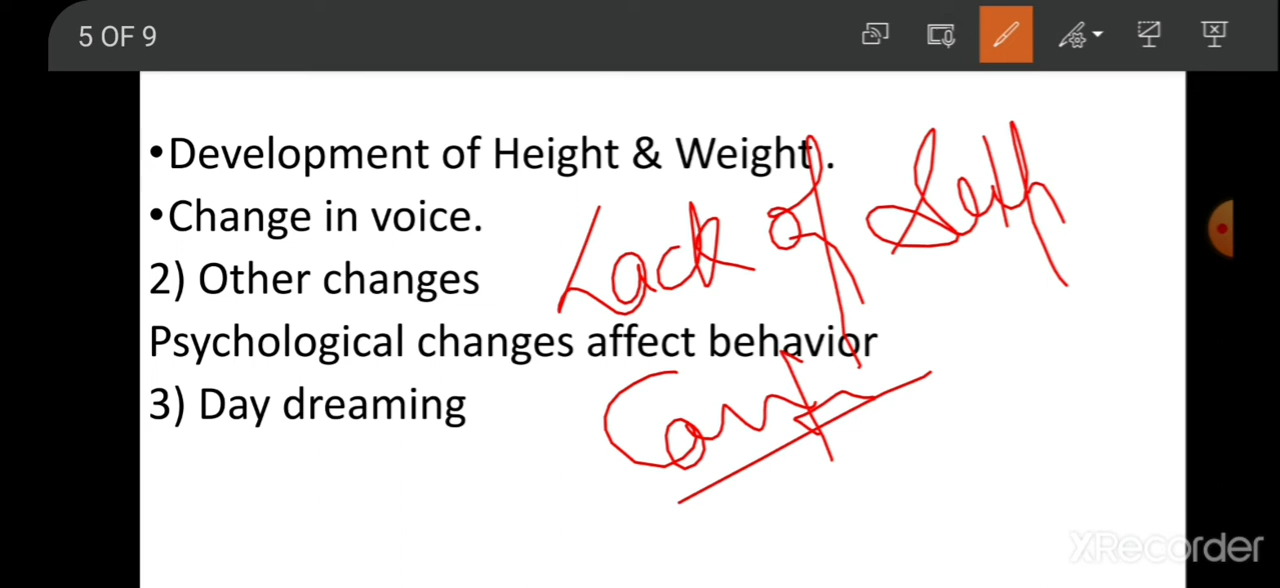 5 OF 9
•Development of Height & Weight .
•Change in voice.
2) Other changes
Psychological changes affect behavior
3) Day dreaming
Lack of Self
Conf
XRecorder